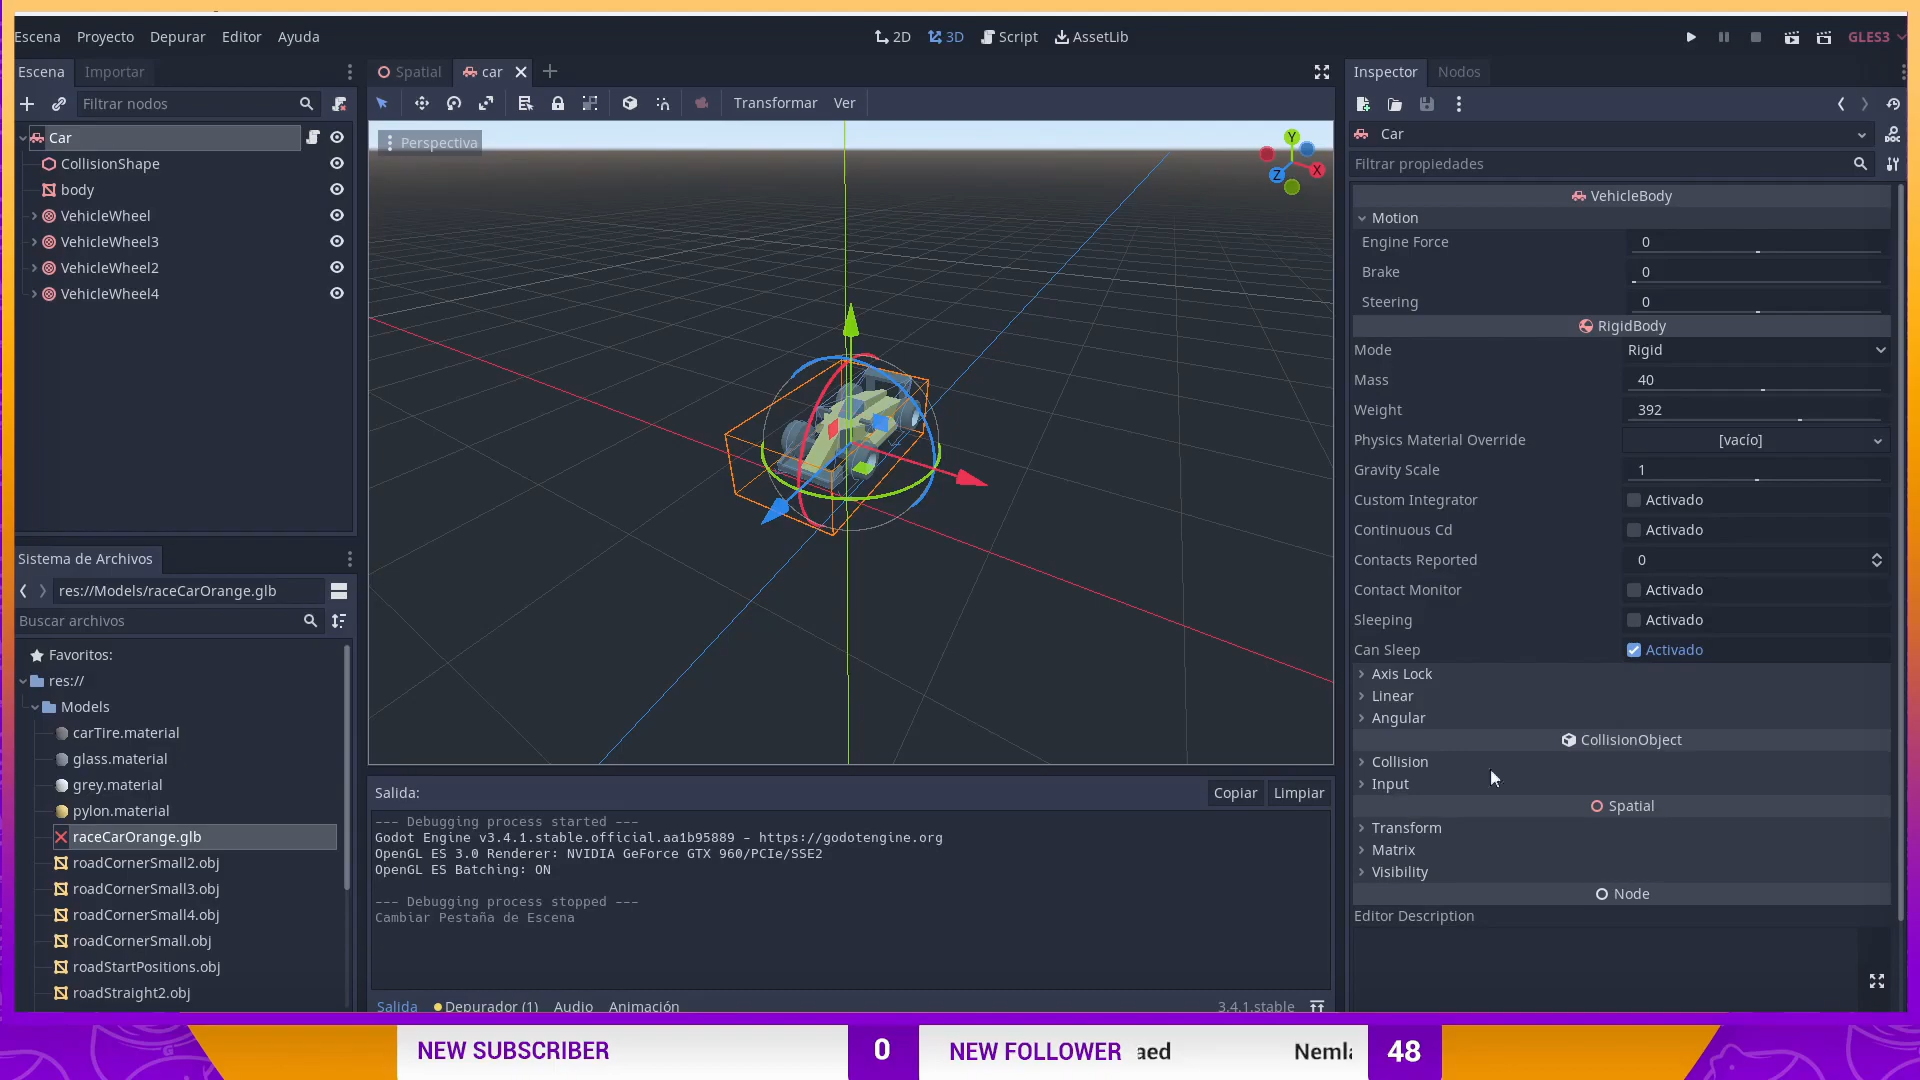 Escena Proyecto Depurar Editor Ayuda
2D 3D Script AssetLib
GLES3
Escena Importar
Filtrar nodos
Car
CollisionShape
body
VehicleWheel
VehicleWheel3
VehicleWheel2
VehicleWheel4
Sistema de Archivos
res://Models/raceCarOrange.glb
Buscar archivos
Favoritos:
res://
Models
carTire.material
glass.material
grey.material
pylon.material
raceCarOrange.glb
roadCornerSmall2.obj
roadCornerSmall3.obj
roadCornerSmall4.obj
roadCornerSmall.obj
roadStartPositions.obj
roadStraight2.obj
Spatial car
Transformar Ver
Perspectiva
Y
X
Z
Salida: Copiar Limpiar
--- Debugging process started ---
Godot Engine v3.4.1.stable.official.aa1b95889 - https://godotengine.org
OpenGL ES 3.0 Renderer: NVIDIA GeForce GTX 960/PCIe/SSE2
OpenGL ES Batching: ON
--- Debugging process stopped ---
Cambiar Pestaña de Escena
Salida Depurador (1) Audio Animación 3.4.1.stable
Inspector Nodos
Car
Filtrar propiedades
VehicleBody
Motion
Engine Force 0
Brake 0
Steering 0
RigidBody
Mode Rigid
Mass 40
Weight 392
Physics Material Override [vacío]
Gravity Scale 1
Custom Integrator Activado
Continuous Cd Activado
Contacts Reported 0
Contact Monitor Activado
Sleeping Activado
Can Sleep Activado
Axis Lock
Linear
Angular
CollisionObject
Collision
Input
Spatial
Transform
Matrix
Visibility
Node
Editor Description
NEW SUBSCRIBER 0 NEW FOLLOWER aed 48